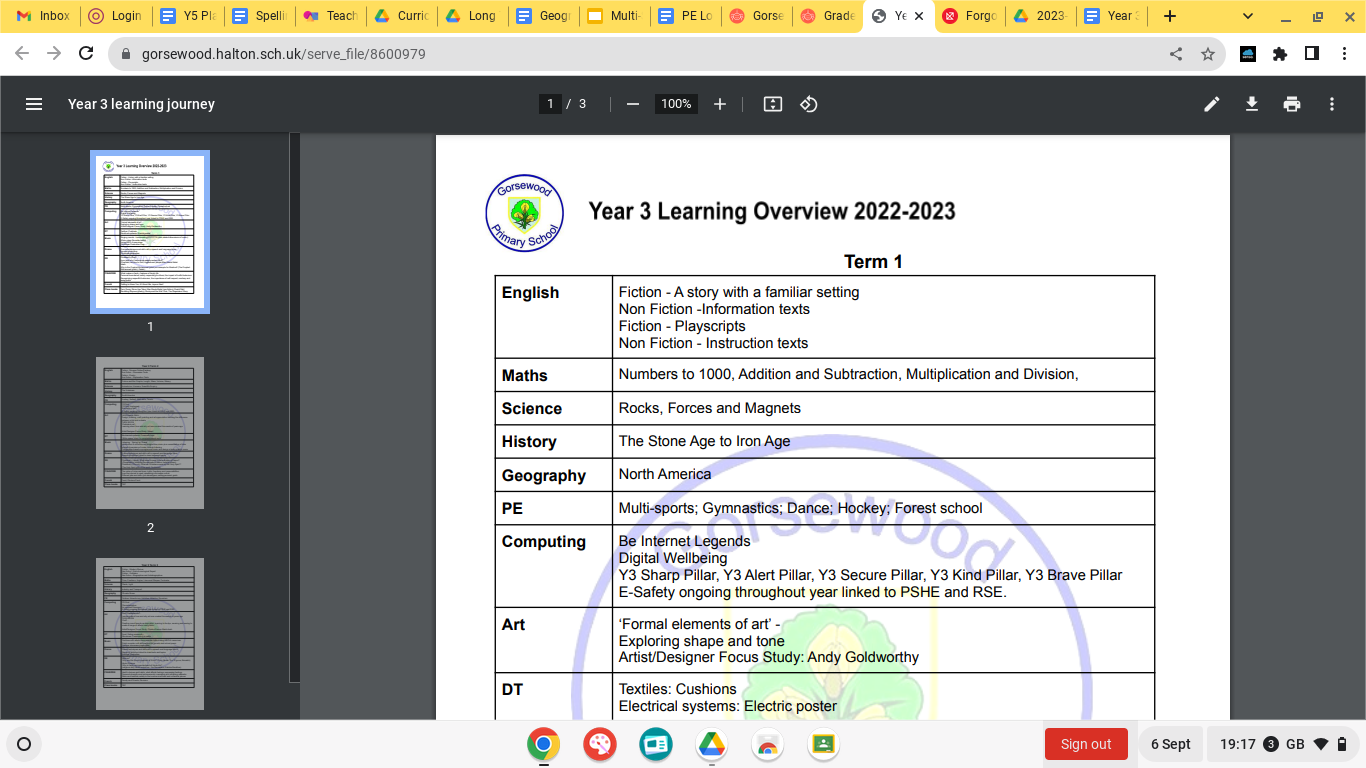 Inbox
Login
Y5 Pla
Spellin
Teach
Curric
Long
Geogr
Multi-
PE Lo
Gorse
Grade
Ye
Forgo
2023-
Year 3
gorsewood.halton.sch.uk/serve_file/8600979
Year 3 learning journey
1 / 3
100%
1
2
Gorsewood
Primary School
Year 3 Learning Overview 2022-2023
Term 1
English
Fiction - A story with a familiar setting
Non Fiction -Information texts
Fiction - Playscripts
Non Fiction - Instruction texts
Maths
Numbers to 1000, Addition and Subtraction, Multiplication and Division,
Science
Rocks, Forces and Magnets
History
The Stone Age to Iron Age
Geography
North America
PE
Multi-sports; Gymnastics; Dance; Hockey; Forest school
Computing
Be Internet Legends
Digital Wellbeing
Y3 Sharp Pillar, Y3 Alert Pillar, Y3 Secure Pillar, Y3 Kind Pillar, Y3 Brave Pillar
E-Safety ongoing throughout year linked to PSHE and RSE.
Art
‘Formal elements of art’ -
Exploring shape and tone
Artist/Designer Focus Study: Andy Goldworthy
DT
Textiles: Cushions
Electrical systems: Electric poster
Gorsewood
Sign out
6 Sept
19:17
3
GB